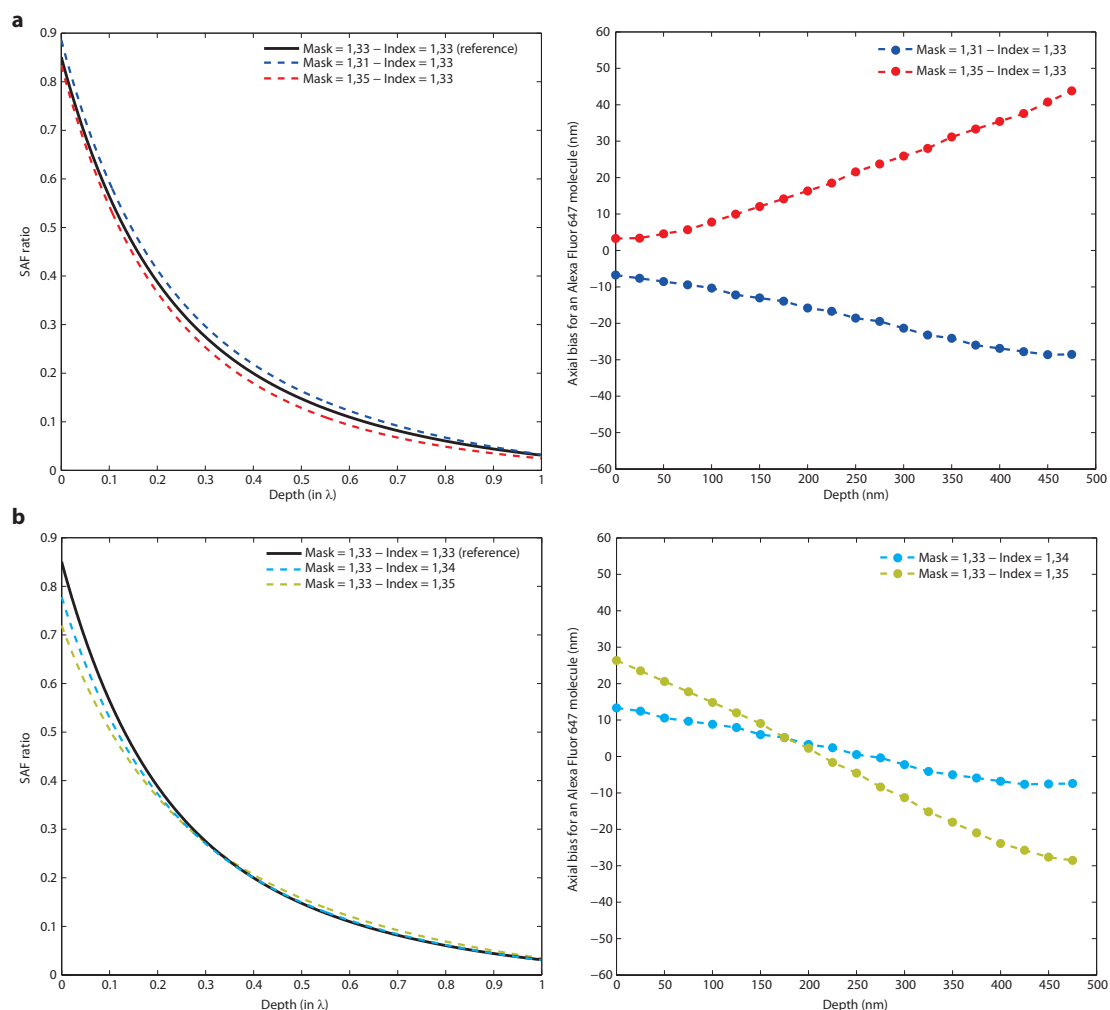 a
Mask = 1,33 – Index = 1,33 (reference)
Mask = 1,31 – Index = 1,33
Mask = 1,35 – Index = 1,33
0.9
0.8
0.7
0.6
0.5
0.4
0.3
0.2
0.1
0
SAF ratio
0 0.1 0.2 0.3 0.4 0.5 0.6 0.7 0.8 0.9 1
Depth (in λ)
Mask = 1,31 – Index = 1,33
Mask = 1,35 – Index = 1,33
60
50
40
30
20
10
0
−10
−20
−30
−40
−50
−60
Axial bias for an Alexa Fluor 647 molecule (nm)
0 50 100 150 200 250 300 350 400 450 500
Depth (nm)
b
Mask = 1,33 – Index = 1,33 (reference)
Mask = 1,33 – Index = 1,34
Mask = 1,33 – Index = 1,35
0.9
0.8
0.7
0.6
0.5
0.4
0.3
0.2
0.1
0
SAF ratio
0 0.1 0.2 0.3 0.4 0.5 0.6 0.7 0.8 0.9 1
Depth (in λ)
Mask = 1,33 – Index = 1,34
Mask = 1,33 – Index = 1,35
60
50
40
30
20
10
0
−10
−20
−30
−40
−50
−60
Axial bias for an Alexa Fluor 647 molecule (nm)
0 50 100 150 200 250 300 350 400 450 500
Depth (nm)